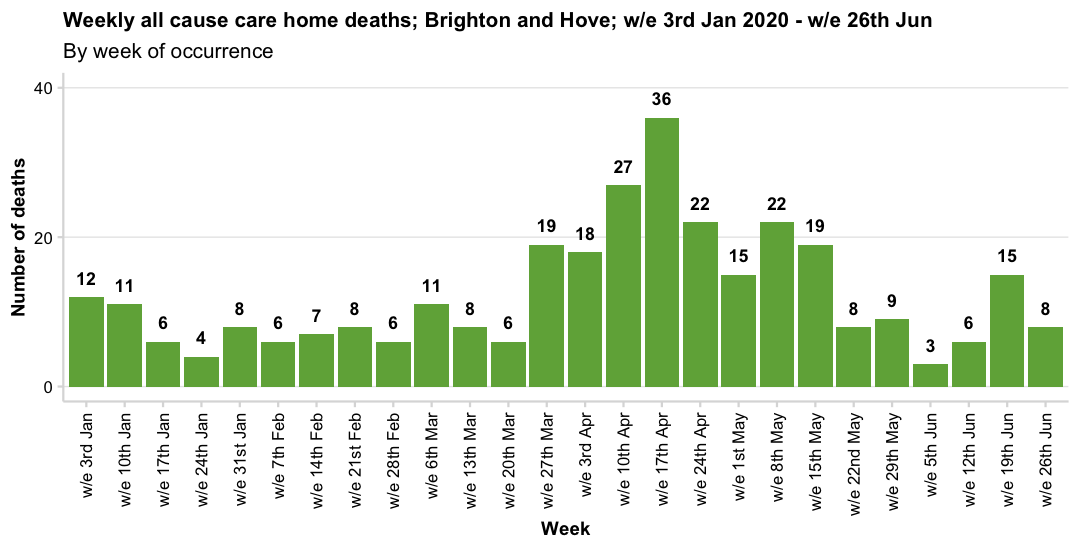 Weekly all cause care home deaths; Brighton and Hove; w/e 3rd Jan 2020 - w/e 26th Jun
By week of occurrence
Number of deaths
40
20
0
12
11
6
4
8
6
7
8
6
11
8
6
19
18
27
36
22
15
22
19
8
9
3
6
15
8
w/e 3rd Jan
w/e 10th Jan
w/e 17th Jan
w/e 24th Jan
w/e 31st Jan
w/e 7th Feb
w/e 14th Feb
w/e 21st Feb
w/e 28th Feb
w/e 6th Mar
w/e 13th Mar
w/e 20th Mar
w/e 27th Mar
w/e 3rd Apr
w/e 10th Apr
w/e 17th Apr
w/e 24th Apr
w/e 1st May
w/e 8th May
w/e 15th May
w/e 22nd May
w/e 29th May
w/e 5th Jun
w/e 12th Jun
w/e 19th Jun
w/e 26th Jun
Week